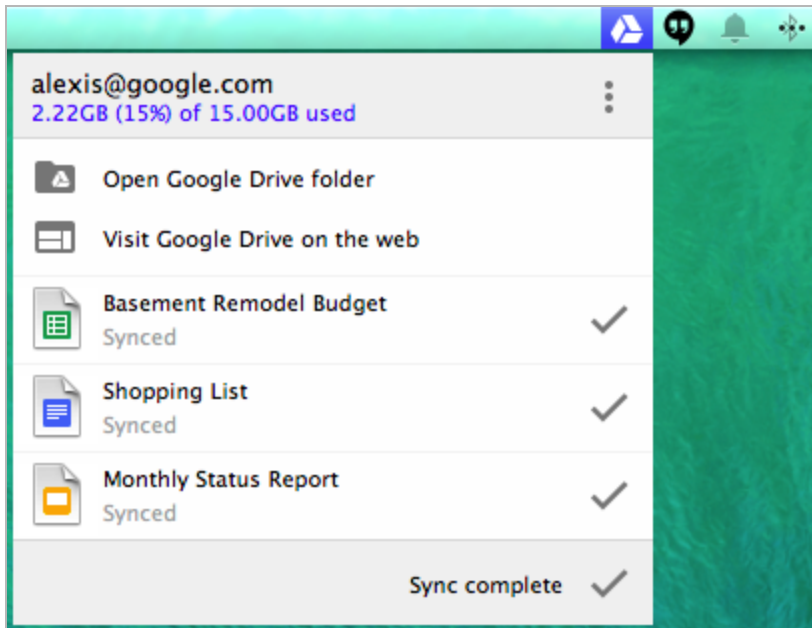 alexis@google.com
2.22GB (15%) of 15.00GB used
Open Google Drive folder
Visit Google Drive on the web
Basement Remodel Budget
Synced
Shopping List
Synced
Monthly Status Report
Synced
Sync complete